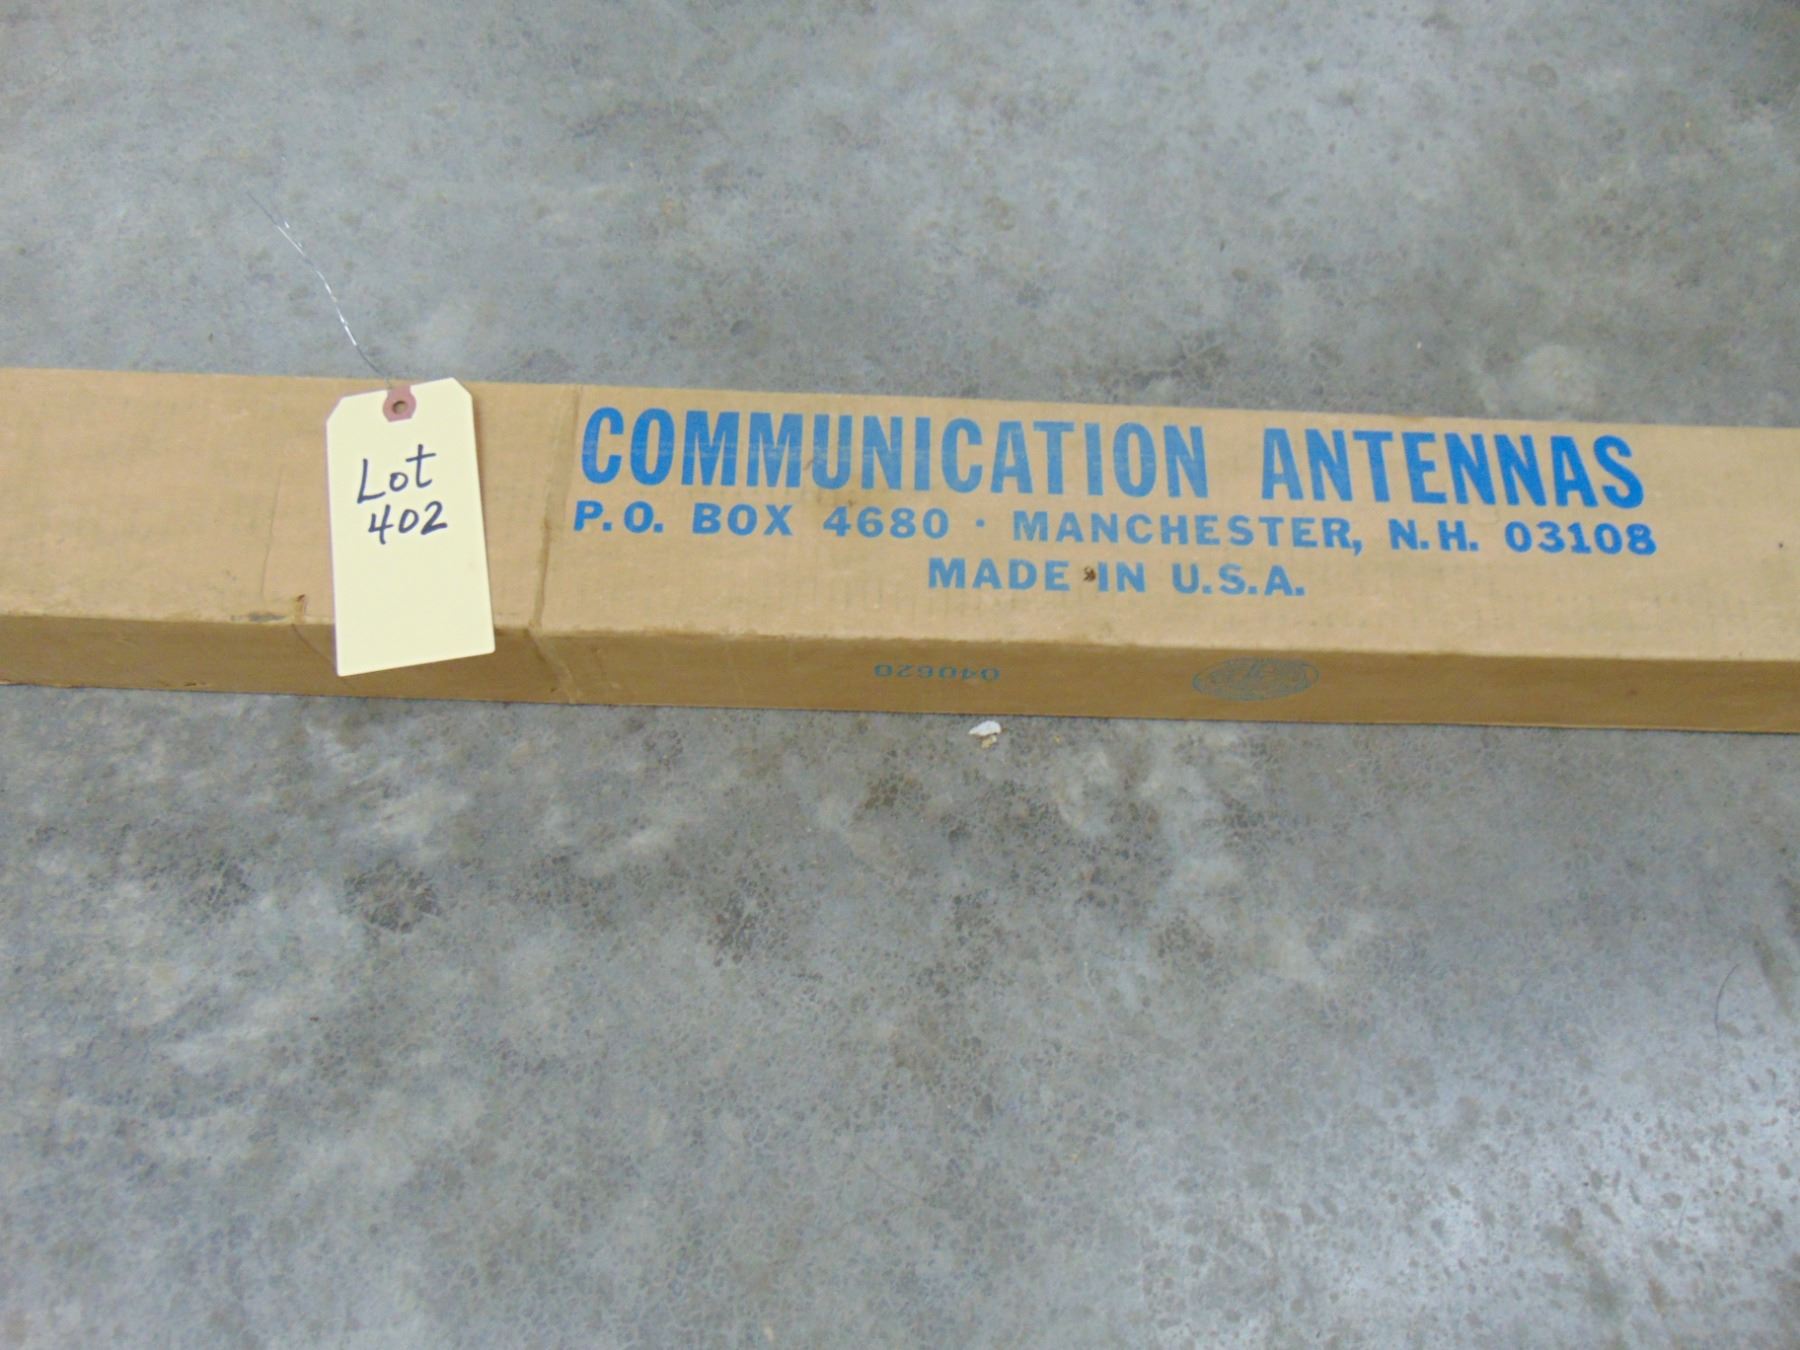 Lot
402
COMMUNICATION ANTENNAS
P.O. BOX 4680 · MANCHESTER, N.H. 03108
MADE IN U.S.A.
040620